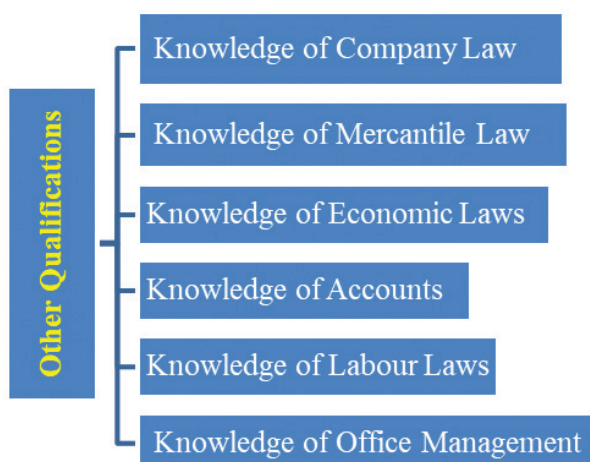 Other Qualifications
Knowledge of Company Law
Knowledge of Mercantile Law
Knowledge of Economic Laws
Knowledge of Accounts
Knowledge of Labour Laws
Knowledge of Office Management